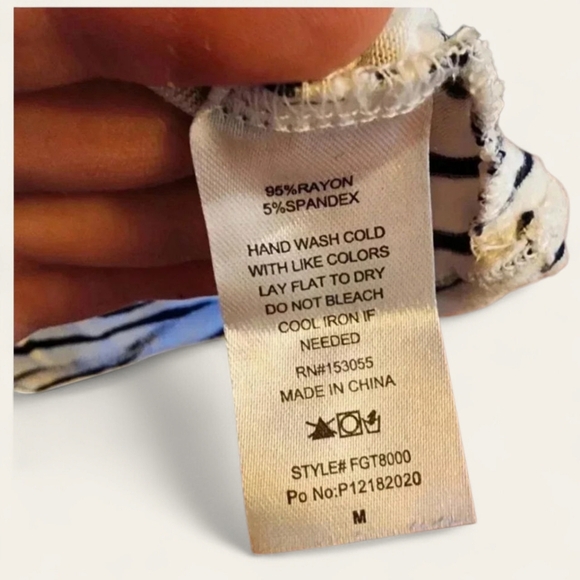 95%RAYON
5%SPANDEX
HAND WASH COLD
WITH LIKE COLORS
LAY FLAT TO DRY
DO NOT BLEACH
COOL IRON IF
NEEDED
RN#153055
MADE IN CHINA
STYLE# FGT8000
Po No:P12182020
M